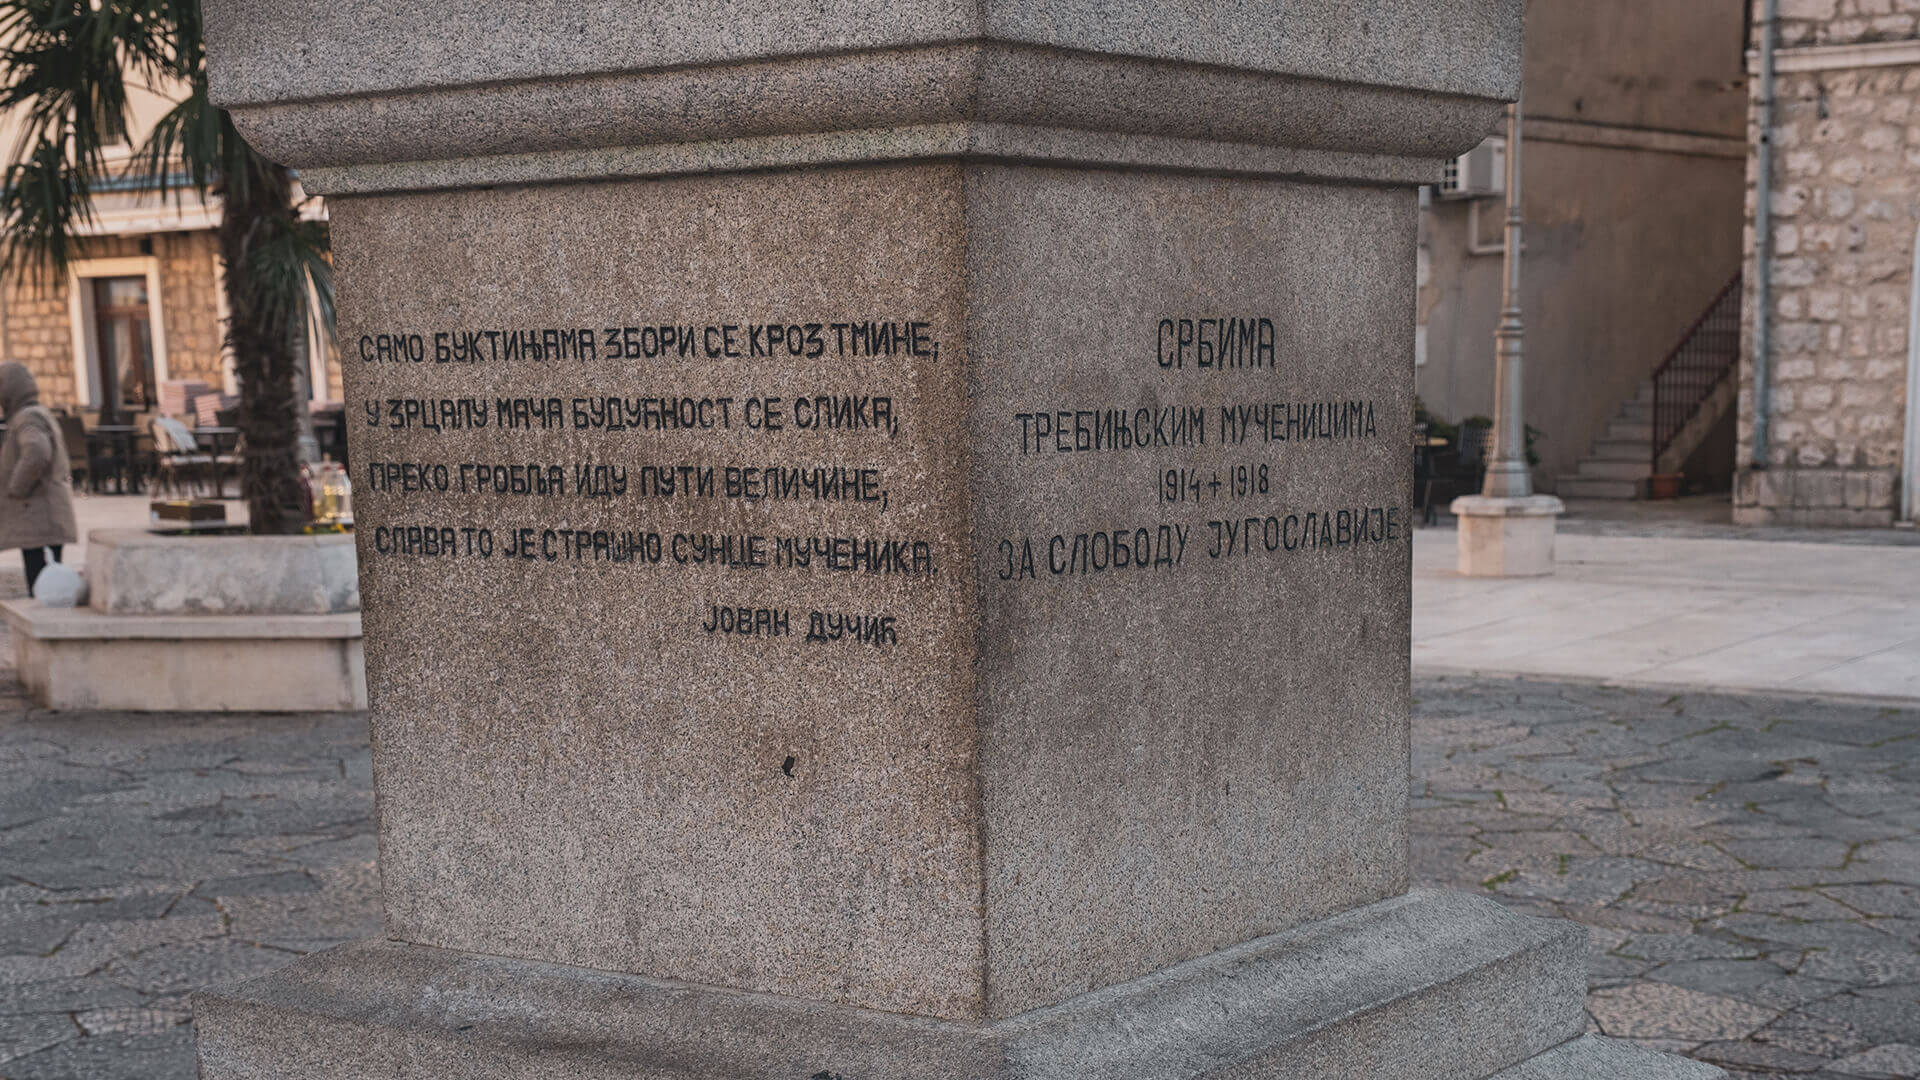 САМО БУКТИЊАМА ЗБОРИ СЕ КРОЗ ТМИНЕ,
У ЗРЦАЛУ МАЧА БУДУЋНОСТ СЕ СЛИКА,
ПРЕКО ГРОБЉА ИДУ ПУТИ ВЕЛИЧИНЕ,
СЛАВА ТО ЈЕ СТРАШНО СУНЦЕ МУЧЕНИКА.
ЈОВАН ДУЧИЋ
СРБИМА
ТРЕБИЊСКИМ МУЧЕНИЦИМА
1914 + 1918
ЗА СЛОБОДУ ЈУГОСЛАВИЈЕ